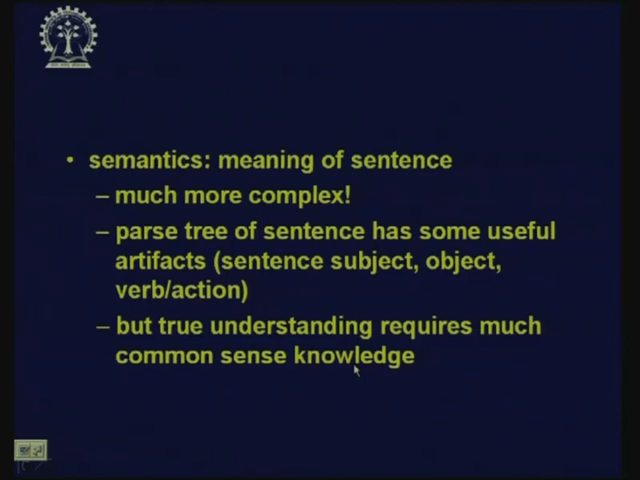 • semantics: meaning of sentence
– much more complex!
– parse tree of sentence has some useful
artifacts (sentence subject, object,
verb/action)
– but true understanding requires much
common sense knowledge